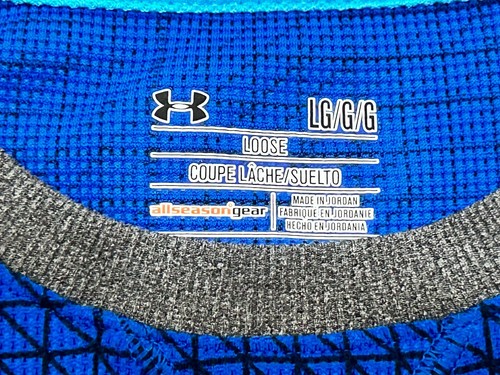 LG/G/G
LOOSE
COUPE LÂCHE/SUELTO
allseasongear
MADE IN JORDAN
FABRIQUE EN JORDANIE
HECHO EN JORDANIA